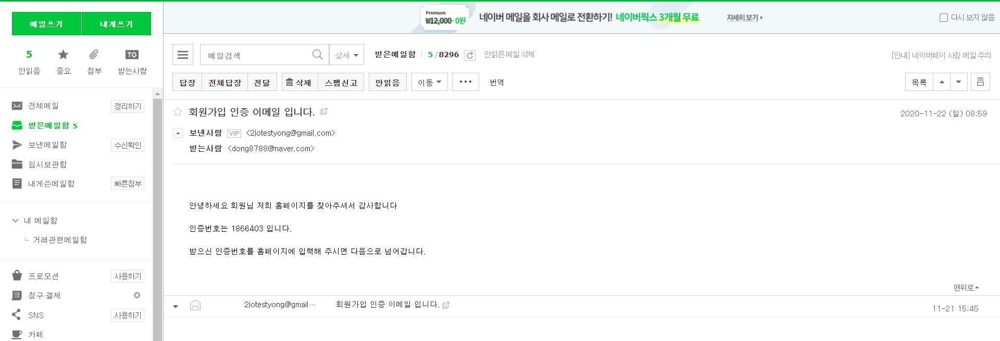 메일쓰기 내게쓰기
5 안읽음
중요
첨부
TO 받는사람
전체메일 정리하기
받은메일함 5
보낸메일함 수신확인
임시보관함
내게쓴메일함 빠른첨부
내 메일함
거래관련메일함
프로모션 사용하기
청구·결제
SNS 사용하기
카페
Premium
₩12,000 0원
네이버 메일을 회사 메일로 전환하기! 네이버웍스 3개월 무료 자세히 보기
다시 보지 않음
메일검색 상세 받은메일함 5/8296 안읽은 메일 삭제
[안내] 네이버페이 사칭 메일 주의
답장 전체답장 전달 삭제 스팸신고 안읽음 이동 ••• 번역
목록
회원가입 인증 이메일 입니다.
2020-11-22 (일) 08:59
보낸사람 VIP <2jotestyong@gmail.com>
받는사람 <dong8788@naver.com>
안녕하세요 회원님 저희 홈페이지를 찾아주셔서 감사합니다
인증번호는 1866403 입니다.
받으신 인증번호를 홈페이지에 입력해 주시면 다음으로 넘어갑니다.
맨위로
2jotestyong@gmail… 회원가입 인증 이메일 입니다. 11-21 15:45